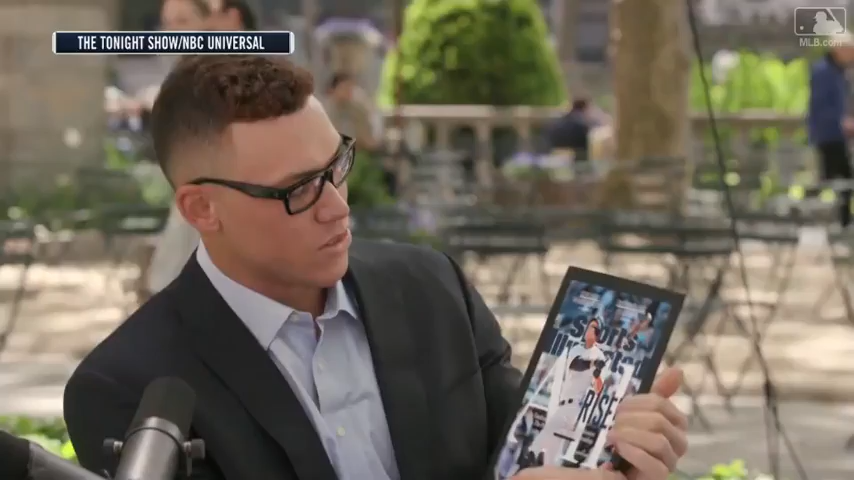 THE TONIGHT SHOW/NBC UNIVERSAL
MLB.com
Sports
Illustrated
RISE